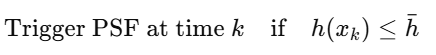 Trigger PSF at time k if h(x_k) ≤ h̄